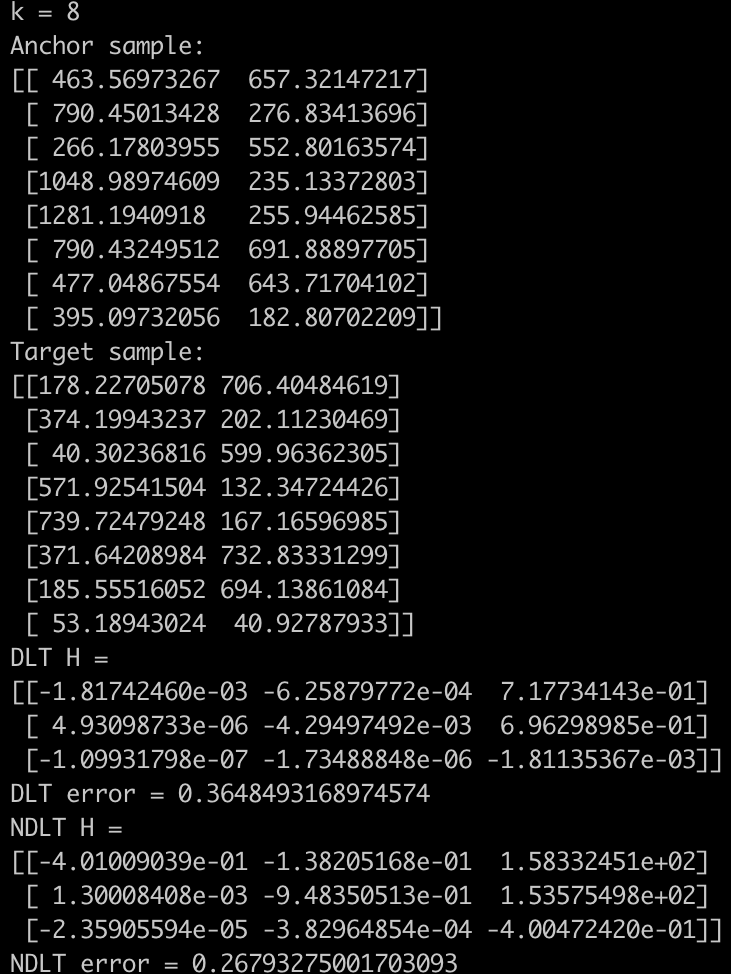 k = 8
Anchor sample:
[[ 463.56973267  657.32147217]
 [ 790.45013428  276.83413696]
 [ 266.17803955  552.80163574]
 [1048.98974609  235.13372803]
 [1281.1940918   255.94462585]
 [ 790.43249512  691.88897705]
 [ 477.04867554  643.71704102]
 [ 395.09732056  182.80702209]]
Target sample:
[[178.22705078 706.40484619]
 [374.19943237 202.11230469]
 [ 40.30236816 599.96362305]
 [571.92541504 132.34724426]
 [739.72479248 167.16596985]
 [371.64208984 732.83331299]
 [185.55516052 694.13861084]
 [ 53.18943024  40.92787933]]
DLT H =
[[-1.81742460e-03 -6.25879772e-04  7.17734143e-01]
 [ 4.93098733e-06 -4.29497492e-03  6.96298985e-01]
 [-1.09931798e-07 -1.73488848e-06 -1.81135367e-03]]
DLT error = 0.3648493168974574
NDLT H =
[[-4.01009039e-01 -1.38205168e-01  1.58332451e+02]
 [ 1.30008408e-03 -9.48350513e-01  1.53575498e+02]
 [-2.35905594e-05 -3.82964854e-04 -4.00472420e-01]]
NDLT error = 0.26793275001703093